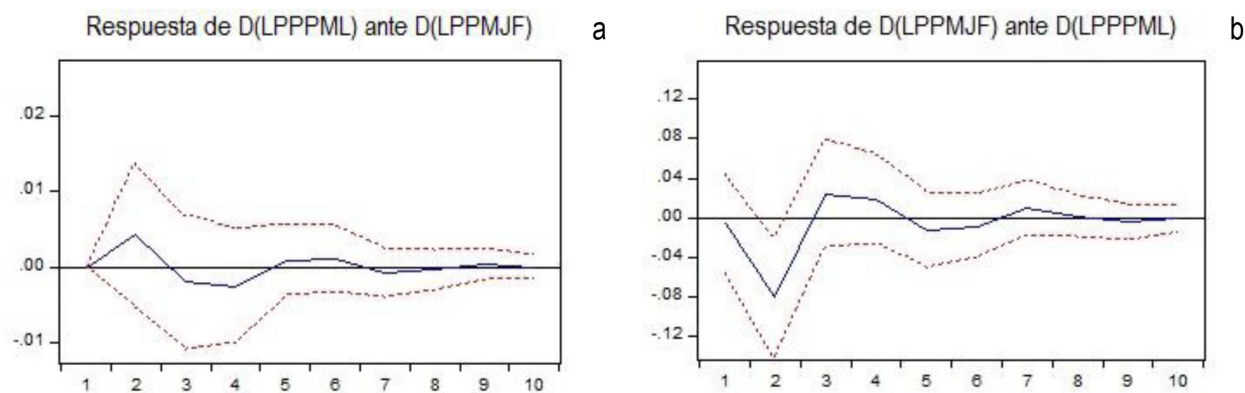 Respuesta de D(LPPPML) ante D(LPPMJF)
a
.02
.01
.00
-.01
1 2 3 4 5 6 7 8 9 10
Respuesta de D(LPPMJF) ante D(LPPPML)
b
.12
.08
.04
.00
-.04
-.08
-.12
1 2 3 4 5 6 7 8 9 10